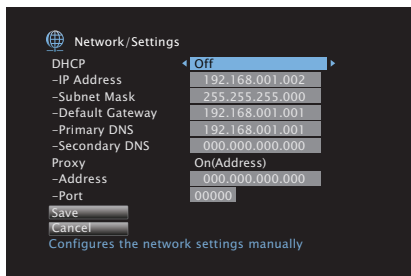 Network/Settings
DHCP Off
–IP Address 192.168.001.002
–Subnet Mask 255.255.255.000
–Default Gateway 192.168.001.001
–Primary DNS 192.168.001.001
–Secondary DNS 000.000.000.000
Proxy On(Address)
–Address 000.000.000.000
–Port 00000
Save
Cancel
Configures the network settings manually